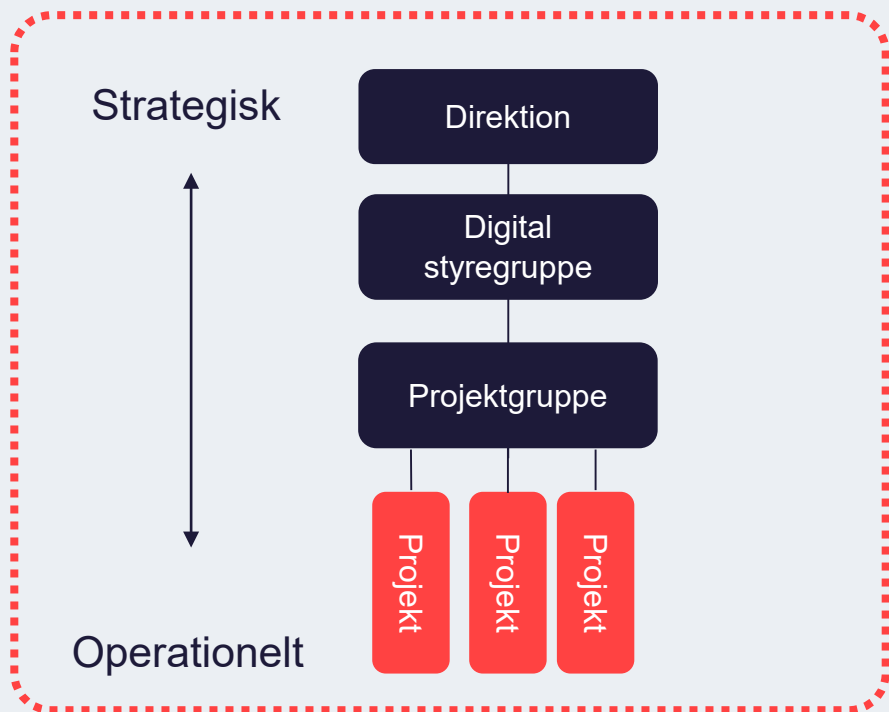 Strategisk
Direktion
Digital
styregruppe
Projektgruppe
Projekt
Projekt
Projekt
Operationelt